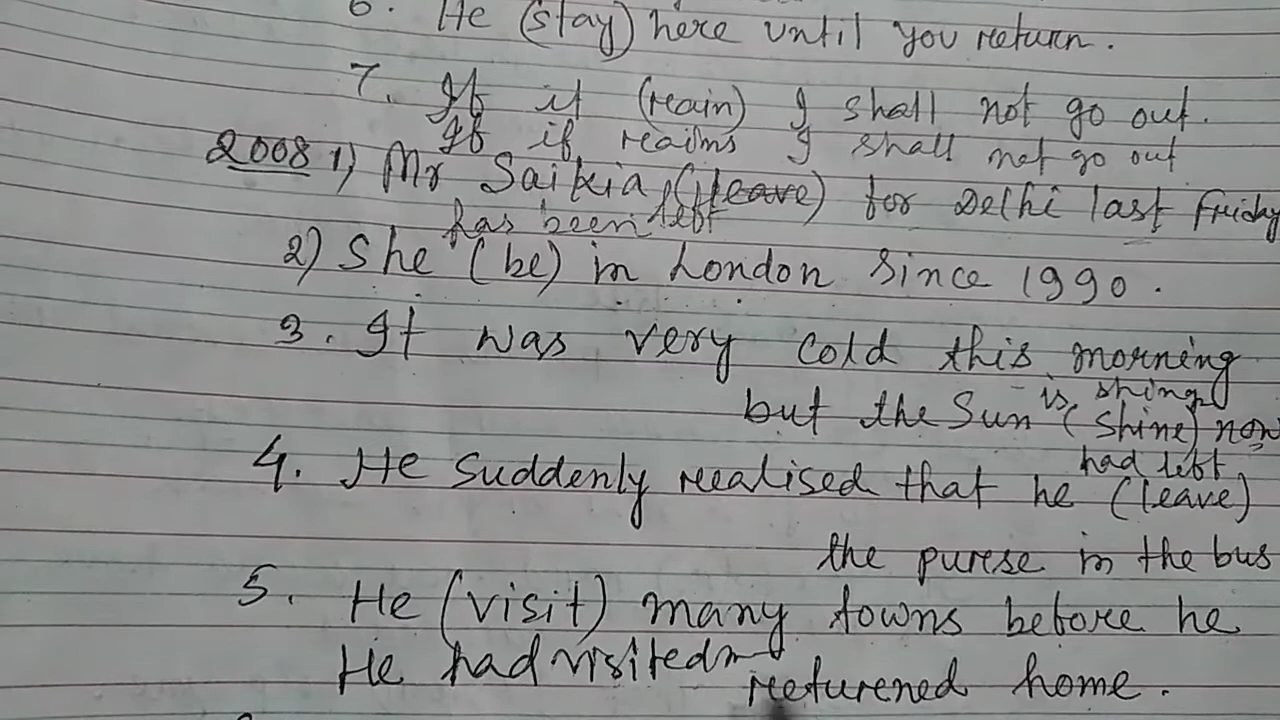 6. He (stay) here until you return.
7. If it (rain) I shall not go out.
If it rains I shall not go out
2008 1) Mr Saikia (leave) for Delhi last friday
has been left
2) She (be) in London since 1990.
3. It was very cold this morning
is shing
but the Sun (shine) now
had left
4. He suddenly realised that he (leave)
the purse in the bus
5. He (visit) many towns before he
He had visited
returened home.